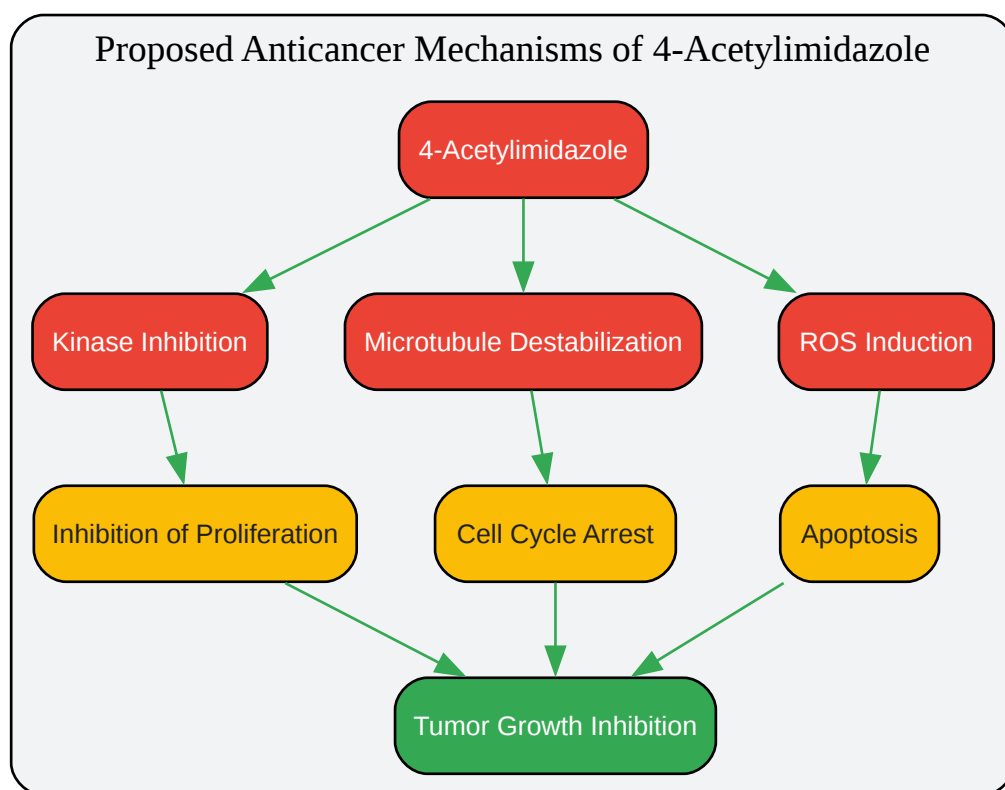 Proposed Anticancer Mechanisms of 4-Acetylimidazole
4-Acetylimidazole
Kinase Inhibition
Microtubule Destabilization
ROS Induction
Inhibition of Proliferation
Cell Cycle Arrest
Apoptosis
Tumor Growth Inhibition